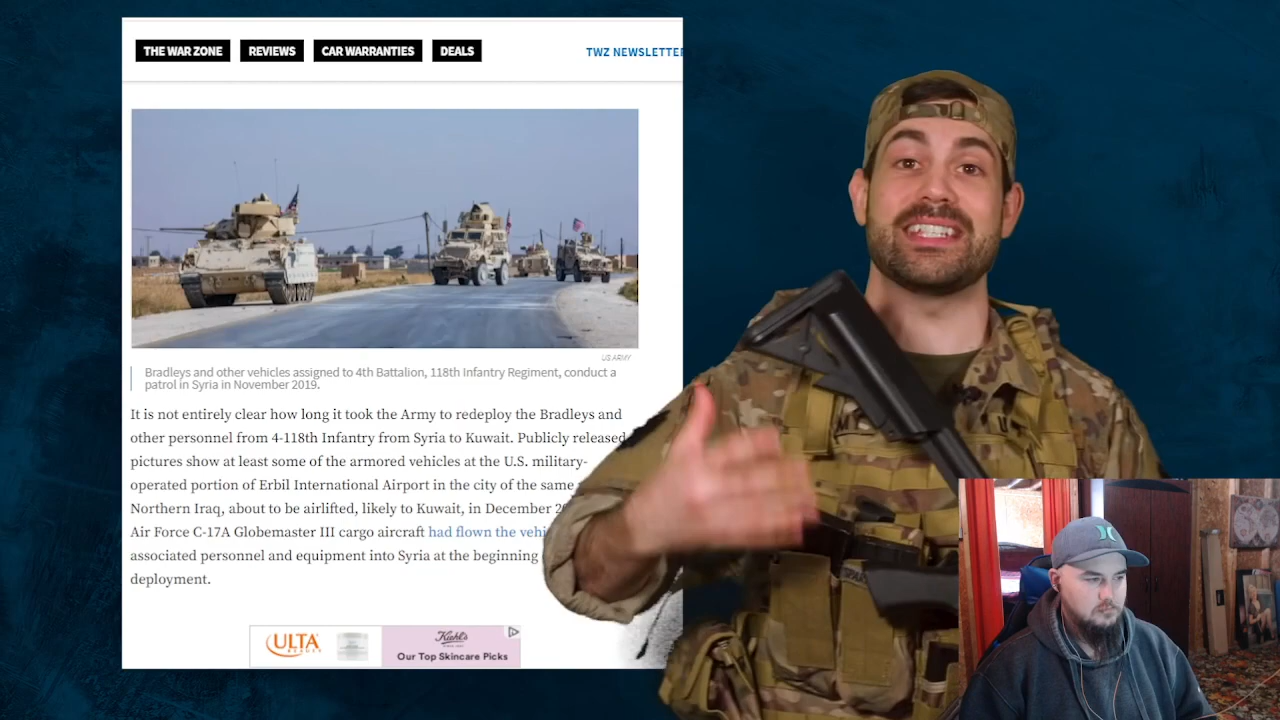 THE WAR ZONE REVIEWS CAR WARRANTIES DEALS TWZ NEWSLETTER
US ARMY
Bradleys and other vehicles assigned to 4th Battalion, 118th Infantry Regiment, conduct a
patrol in Syria in November 2019.
It is not entirely clear how long it took the Army to redeploy the Bradleys and
other personnel from 4-118th Infantry from Syria to Kuwait. Publicly released
pictures show at least some of the armored vehicles at the U.S. military-
operated portion of Erbil International Airport in the city of the same
Northern Iraq, about to be airlifted, likely to Kuwait, in December
Air Force C-17A Globemaster III cargo aircraft had flown the
associated personnel and equipment into Syria at the beginning
deployment.
ULTA
BEAUTY
Kiehl's
Our Top Skincare Picks